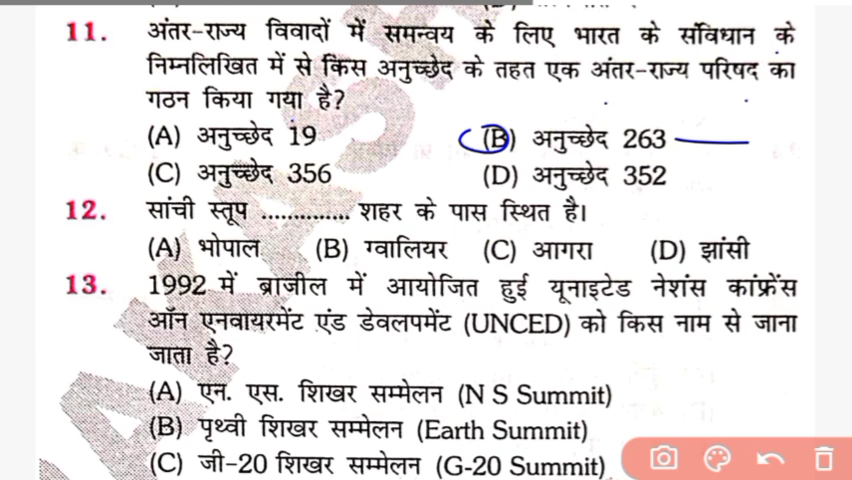 11. अंतर-राज्य विवादों में समन्वय के लिए भारत के संविधान के
निम्नलिखित में से किस अनुच्छेद के तहत एक अंतर-राज्य परिषद का
गठन किया गया है?
(A) अनुच्छेद 19 (B) अनुच्छेद 263
(C) अनुच्छेद 356 (D) अनुच्छेद 352
12. सांची स्तूप .............. शहर के पास स्थित है।
(A) भोपाल (B) ग्वालियर (C) आगरा (D) झांसी
13. 1992 में ब्राजील में आयोजित हुई यूनाइटेड नेशंस कांफ्रेंस
ऑन एनवायरमेंट एंड डेवलपमेंट (UNCED) को किस नाम से जाना
जाता है?
(A) एन. एस. शिखर सम्मेलन (N S Summit)
(B) पृथ्वी शिखर सम्मेलन (Earth Summit)
(C) जी-20 शिखर सम्मेलन (G-20 Summit)